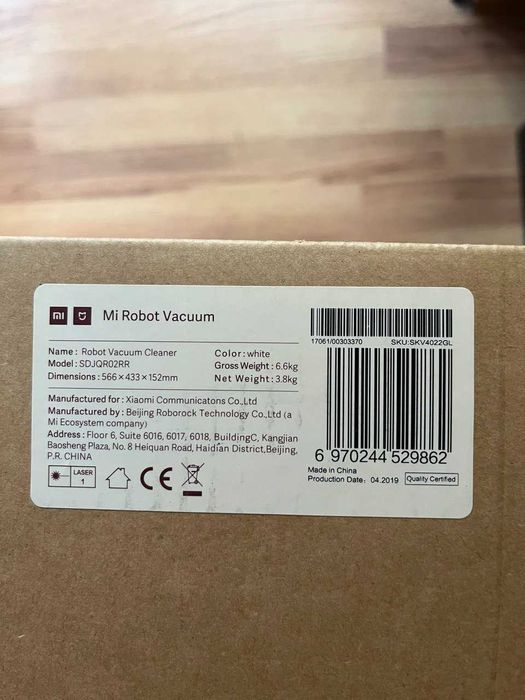 mi Mi Robot Vacuum
Name : Robot Vacuum Cleaner
Model : SDJQR02RR
Dimensions : 566×433×152mm
Color : white
Gross Weight : 6.6kg
Net Weight : 3.8kg
Manufactured for : Xiaomi Communicatons Co.,Ltd
Manufactured by : Beijing Roborock Technology Co.,Ltd (a
Mi Ecosystem company)
Address : Floor 6, Suite 6016, 6017, 6018, BuildingC, Kangjian
Baosheng Plaza, No. 8 Heiquan Road, Haidian District,Beijing,
P.R. CHINA
LASER
1
CE
17061/00303370 SKU:SKV4022GL
6 970244 529862
Made in China
Production Date: 04.2019 Quality Certified